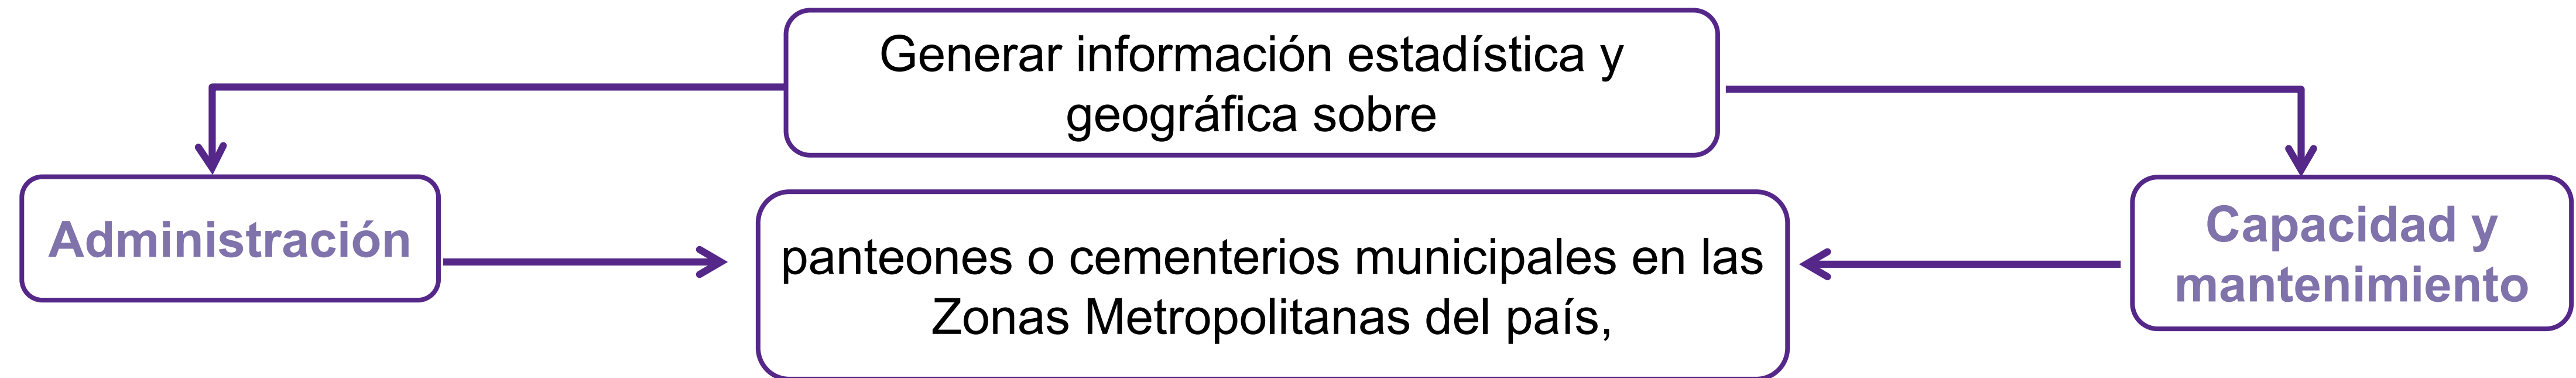 Generar información estadística y
geográfica sobre
Administración
Capacidad y
mantenimiento
panteones o cementerios municipales en las
Zonas Metropolitanas del país,